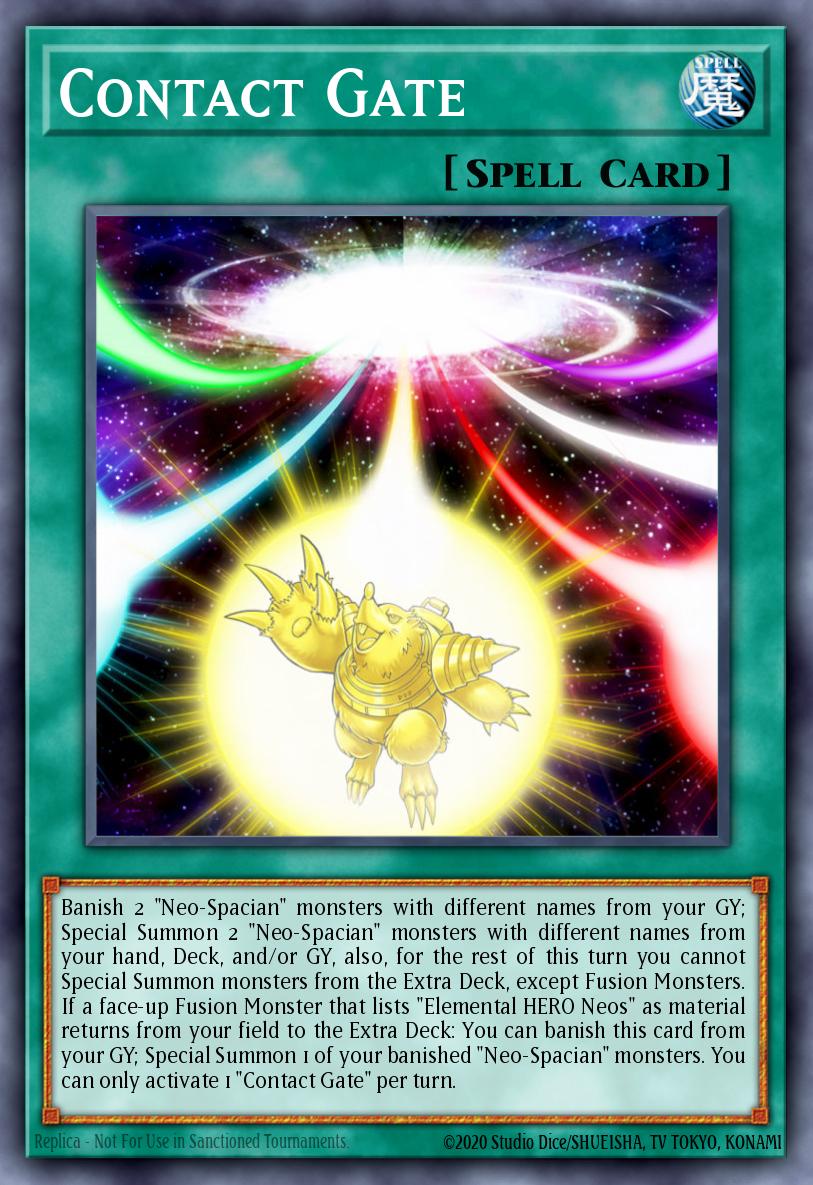 Contact Gate
SPELL
魔
[ Spell Card ]
Banish 2 "Neo-Spacian" monsters with different names from your GY;
Special Summon 2 "Neo-Spacian" monsters with different names from
your hand, Deck, and/or GY, also, for the rest of this turn you cannot
Special Summon monsters from the Extra Deck, except Fusion Monsters.
If a face-up Fusion Monster that lists "Elemental HERO Neos" as material
returns from your field to the Extra Deck: You can banish this card from
your GY; Special Summon 1 of your banished "Neo-Spacian" monsters. You
can only activate 1 "Contact Gate" per turn.
Replica - Not For Use in Sanctioned Tournaments.
©2020 Studio Dice/SHUEISHA, TV TOKYO, KONAMI